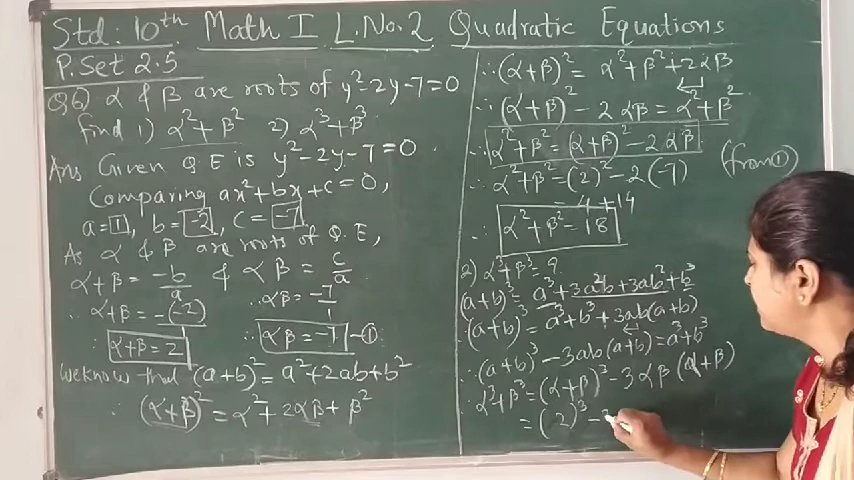 Std: 10th Math I L.No.2 Quadratic Equations
P.Set 2.5
Q6) α & β are roots of y²-2y-7=0
find 1) α²+β² 2) α³+β³
Ans Given Q.E is y²-2y-7=0
Comparing ax²+bx+c=0,
a=1, b=-2, c=-7
As α & β are roots of Q.E,
α+β = -b/a & αβ = c/a
∴ α+β = -(-2) ∴ αβ = -7/1
∴ α+β = 2 ∴ αβ = -7 -①
we know that (a+b)² = a²+2ab+b²
∴ (α+β)² = α²+2αβ+β²
∴ (α+β)² = α²+β²+2αβ
∴ (α+β)² - 2αβ = α²+β²
∴ α²+β² = (α+β)² - 2αβ
∴ α²+β² = (2)² - 2(-7) (from ①)
= 4+14
∴ α²+β² = 18
2) α³+β³ = ?
(a+b)³ = a³+3a²b+3ab²+b³
∴ (a+b)³ = a³+b³+3ab(a+b)
∴ (a+b)³ - 3ab(a+b) = a³+b³
∴ α³+β³ = (α+β)³ - 3αβ(α+β)
= (2)³ -